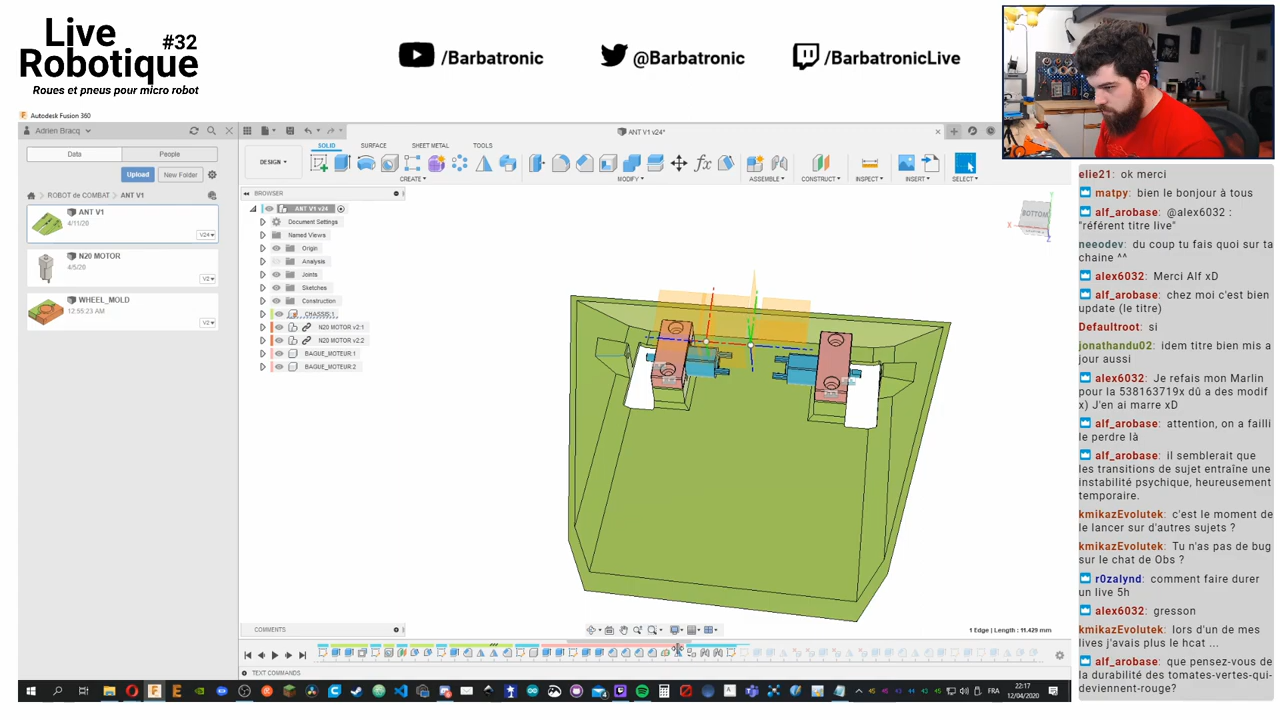 Live
Robotique #32
Roues et pneus pour micro robot
/Barbatronic
@Barbatronic
/BarbatronicLive
Autodesk Fusion 360
Adrien Bracq
ANT V1 v24*
Data
People
Upload
New Folder
ROBOT de COMBAT
ANT V1
ANT V1
4/11/20
V24
N20 MOTOR
4/5/20
V2
WHEEL_MOLD
12:55:23 AM
V2
SOLID
SURFACE
SHEET METAL
TOOLS
DESIGN
CREATE
MODIFY
ASSEMBLE
CONSTRUCT
INSPECT
INSERT
SELECT
BROWSER
ANT V1 v24
Document Settings
Named Views
Origin
Analysis
Joints
Sketches
Construction
CHASSIS:1
N20 MOTOR v2:1
N20 MOTOR v2:2
BAGUE_MOTEUR:1
BAGUE_MOTEUR:2
BOTTOM
X
Z
COMMENTS
1 Edge | Length : 11.429 mm
TEXT COMMANDS
FRA
22:17
12/04/2020
elie21: ok merci
matpy: bien le bonjour à tous
alf_arobase: @alex6032 :
"référent titre live"
neeodev: du coup tu fais quoi sur ta
chaine ^^
alex6032: Merci Alf xD
alf_arobase: chez moi c'est bien
update (le titre)
Defaultroot: si
jonathandu02: idem titre bien mis a
jour aussi
alex6032: Je refais mon Marlin
pour la 538163719x dû a des modif
x) J'en ai marre xD
alf_arobase: attention, on a failli
le perdre là
alf_arobase: il semblerait que
les transitions de sujet entraîne une
instabilité psychique, heureusement
temporaire.
kmikazEvolutek: c'est le moment de
le lancer sur d'autres sujets ?
kmikazEvolutek: Tu n'as pas de bug
sur le chat de Obs ?
r0zalynd: comment faire durer
un live 5h
alex6032: gresson
kmikazEvolutek: lors d'un de mes
lives j'avais plus le hcat ...
alf_arobase: que pensez-vous de
la durabilité des tomates-vertes-qui-
deviennent-rouge?